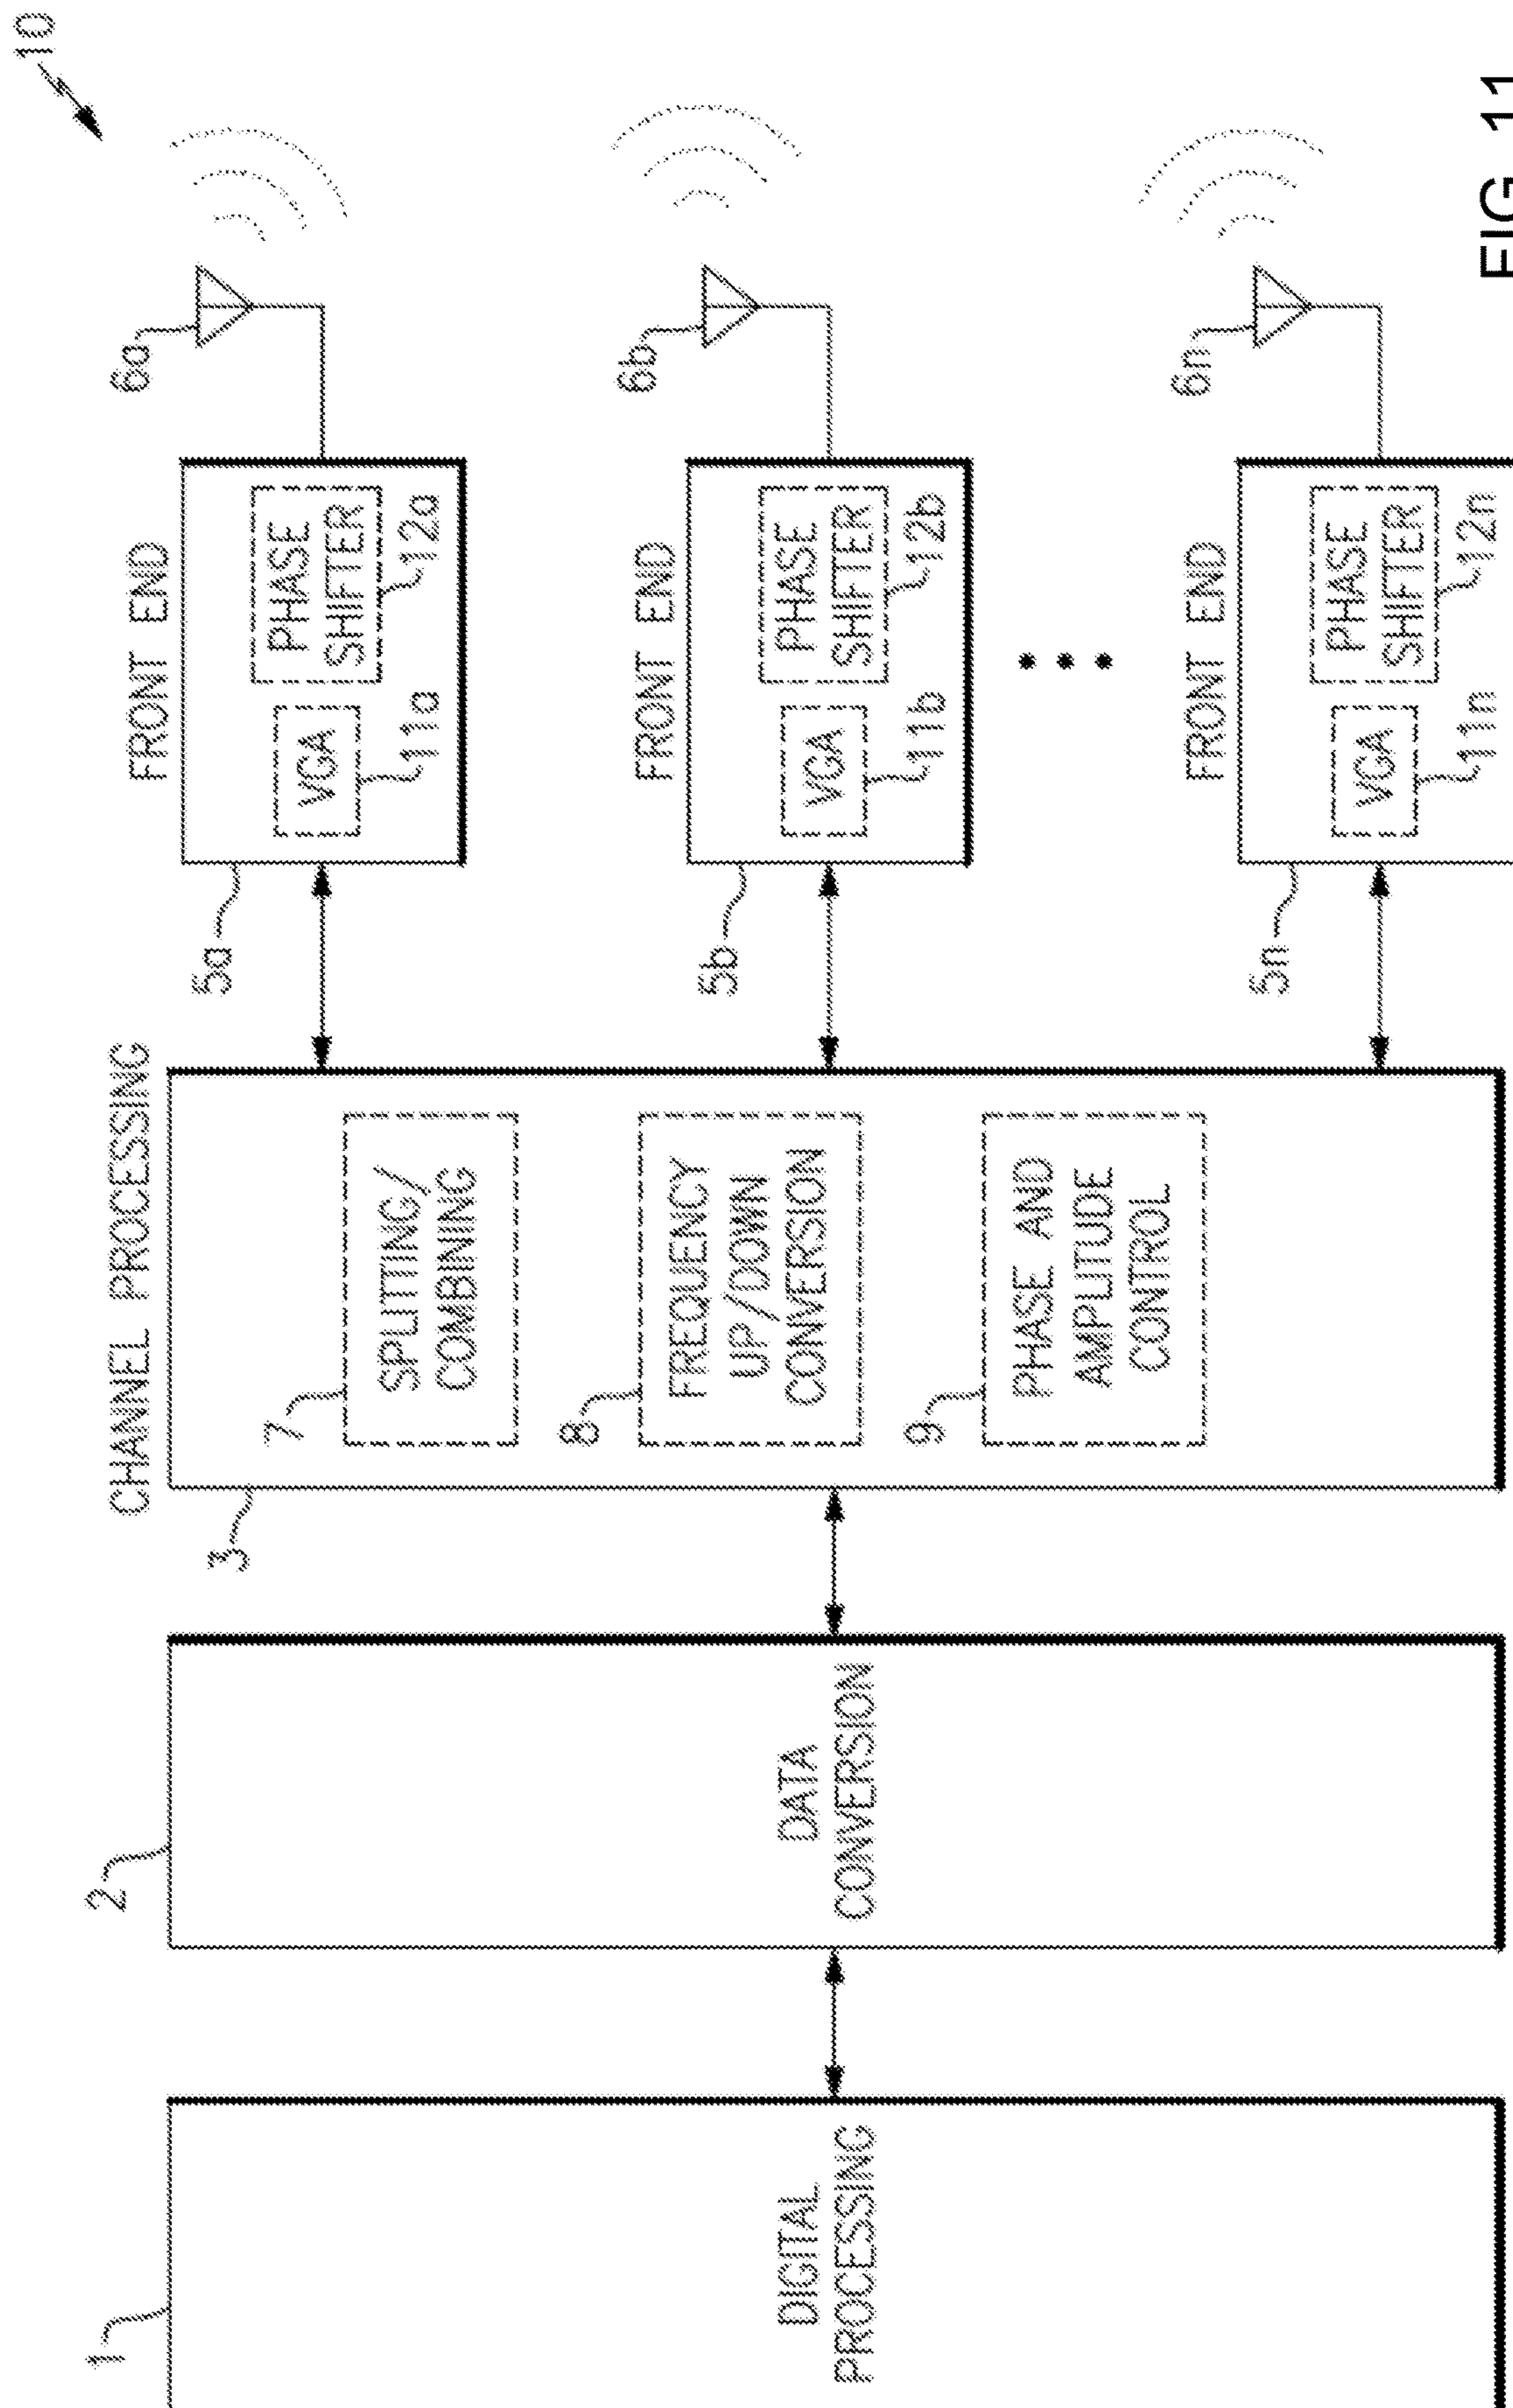 10
1
DIGITAL
PROCESSING
2
DATA
CONVERSION
CHANNEL PROCESSING
3
7
SPLITTING/
COMBINING
8
FREQUENCY
UP/DOWN
CONVERSION
9
PHASE AND
AMPLITUDE
CONTROL
FRONT END
5a
VGA
11a
PHASE
SHIFTER
12a
6a
FRONT END
5b
VGA
11b
PHASE
SHIFTER
12b
6b
FRONT END
5n
VGA
11n
PHASE
SHIFTER
12n
6n
FIG. 11